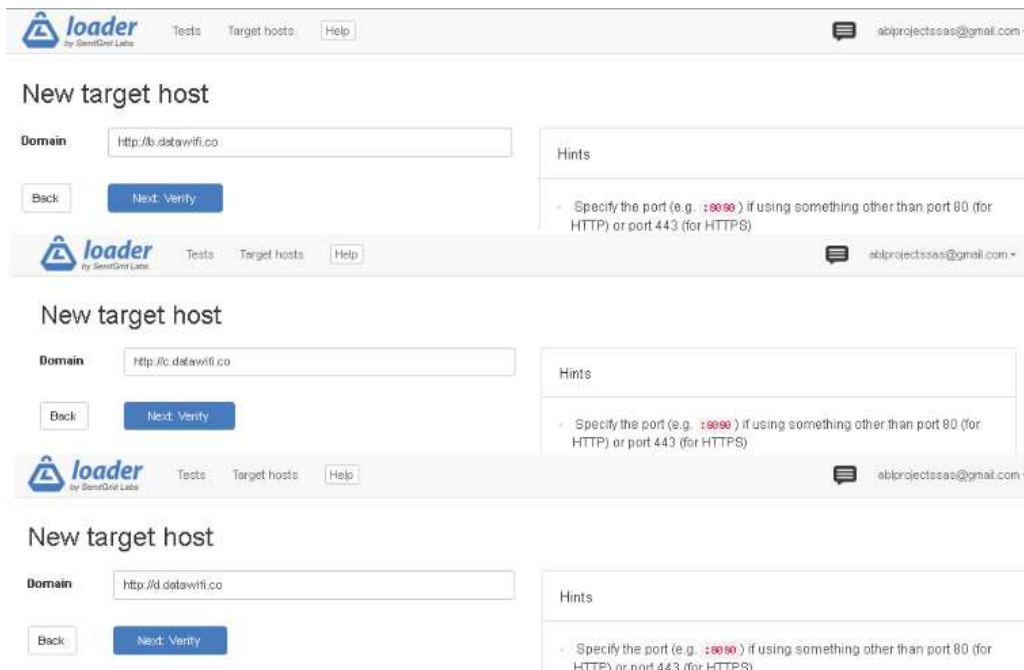 loader Tests Target hosts Help ablprojectssas@gmail.com
by SendGrid Labs
New target host
Domain http://b.datawifi.co
Hints
Back Next: Verify
Specify the port (e.g. :8080 ) if using something other than port 80 (for
HTTP) or port 443 (for HTTPS)
loader Tests Target hosts Help ablprojectssas@gmail.com
by SendGrid Labs
New target host
Domain http://c.datawifi.co
Hints
Back Next: Verify
Specify the port (e.g. :8080 ) if using something other than port 80 (for
HTTP) or port 443 (for HTTPS)
loader Tests Target hosts Help ablprojectssas@gmail.com
by SendGrid Labs
New target host
Domain http://d.datawifi.co
Hints
Back Next: Verify
Specify the port (e.g. :8080 ) if using something other than port 80 (for
HTTP) or port 443 (for HTTPS)